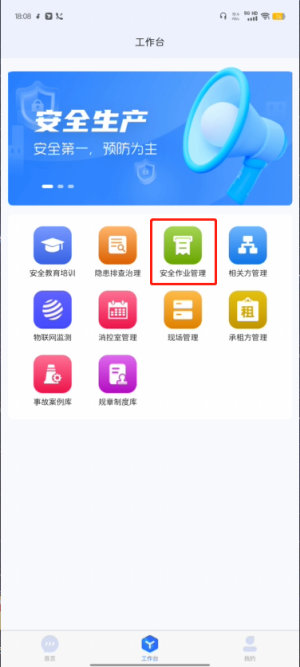 18:08
5G HD
工作台
安全生产
安全第一，预防为主
安全教育培训
隐患排查治理
安全作业管理
相关方管理
物联网监测
消控室管理
现场管理
租
承租方管理
事故案例库
规章制度库
首页
工作台
我的